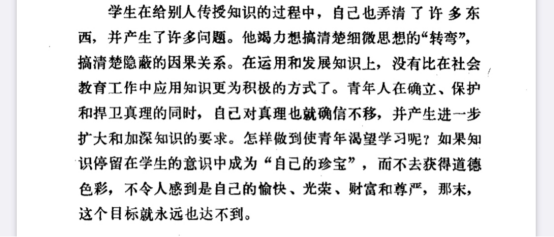 学生在给别人传授知识的过程中，自己也弄清了许多东
西，并产生了许多问题。他竭力想搞清楚细微思想的“转弯”，
搞清楚隐蔽的因果关系。在运用和发展知识上，没有比在社会
教育工作中应用知识更为积极的方式了。青年人在确立、保护
和捍卫真理的同时，自己对真理也就确信不移，并产生进一步
扩大和加深知识的要求。怎样做到使青年渴望学习呢？如果知
识停留在学生的意识中成为“自己的珍宝”，而不去获得道德
色彩，不令人感到是自己的愉快、光荣、财富和尊严，那末，
这个目标就永远也达不到。